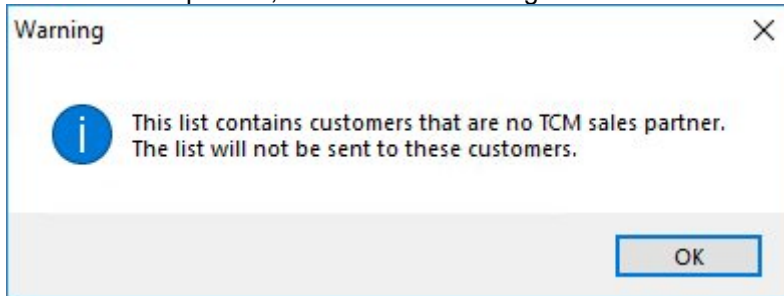 Warning
This list contains customers that are no TCM sales partner.
The list will not be sent to these customers.
OK